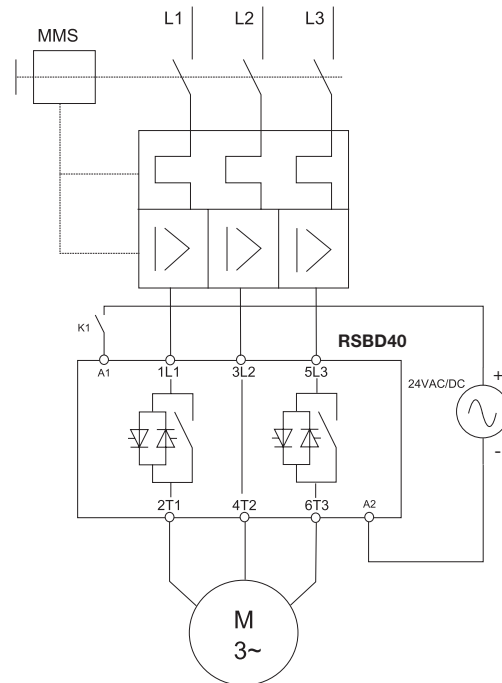 L1 L2 L3
MMS
K1
RSBD40
A1 1L1 3L2 5L3
24VAC/DC
+
-
2T1 4T2 6T3 A2
M
3~